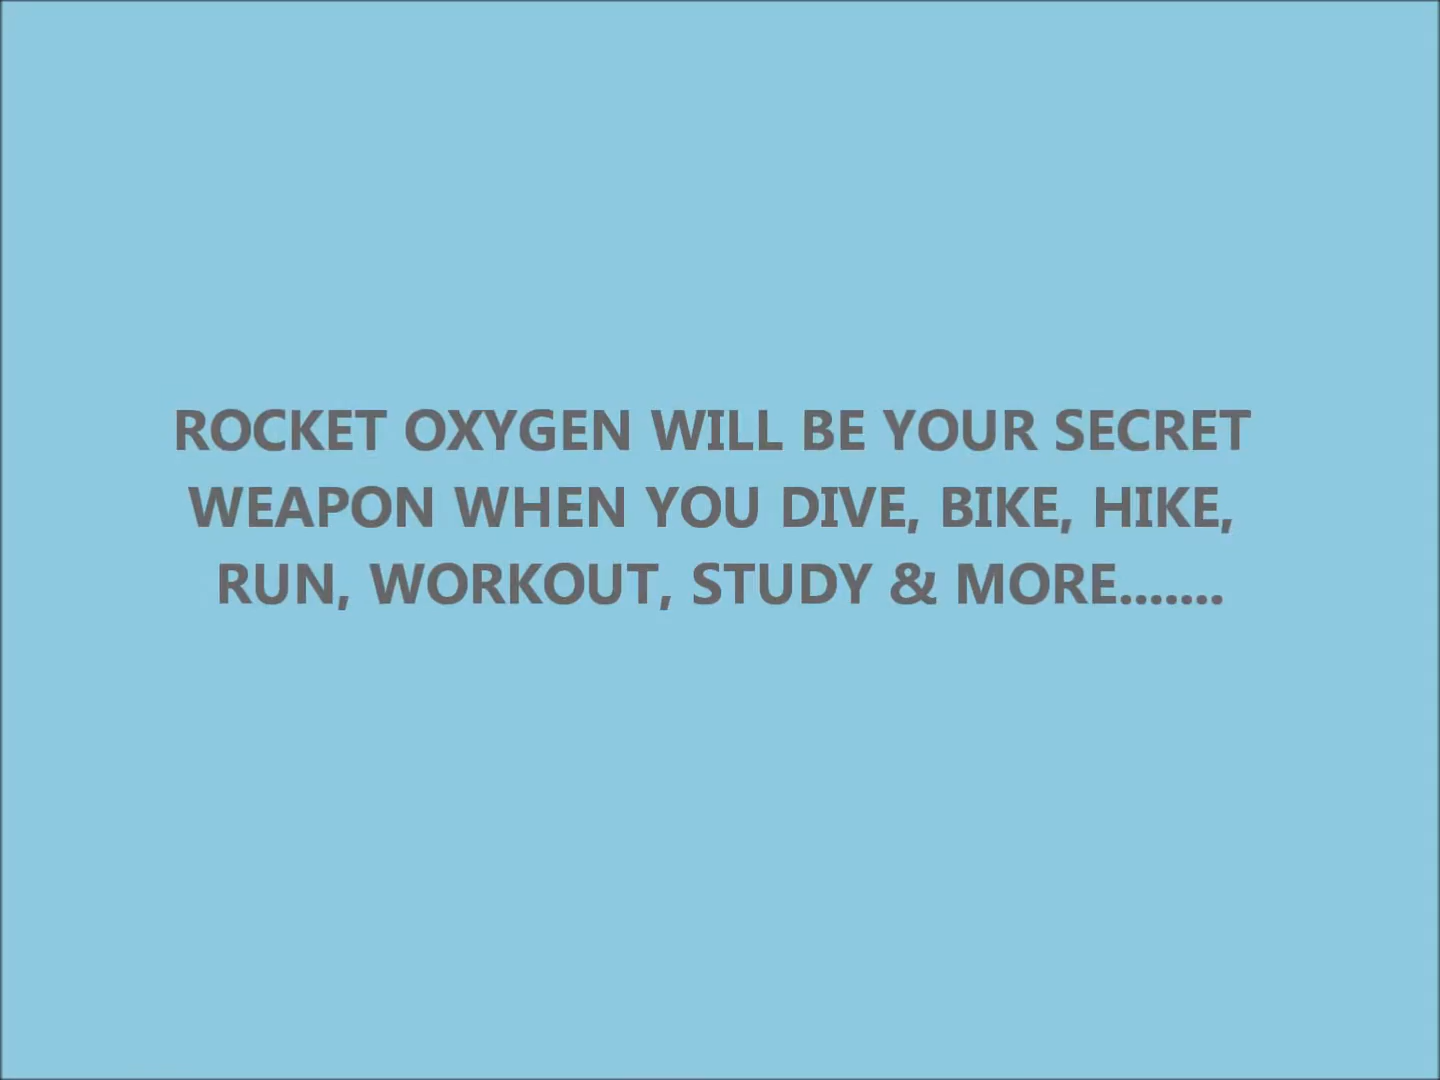 ROCKET OXYGEN WILL BE YOUR SECRET
WEAPON WHEN YOU DIVE, BIKE, HIKE,
RUN, WORKOUT, STUDY & MORE.......